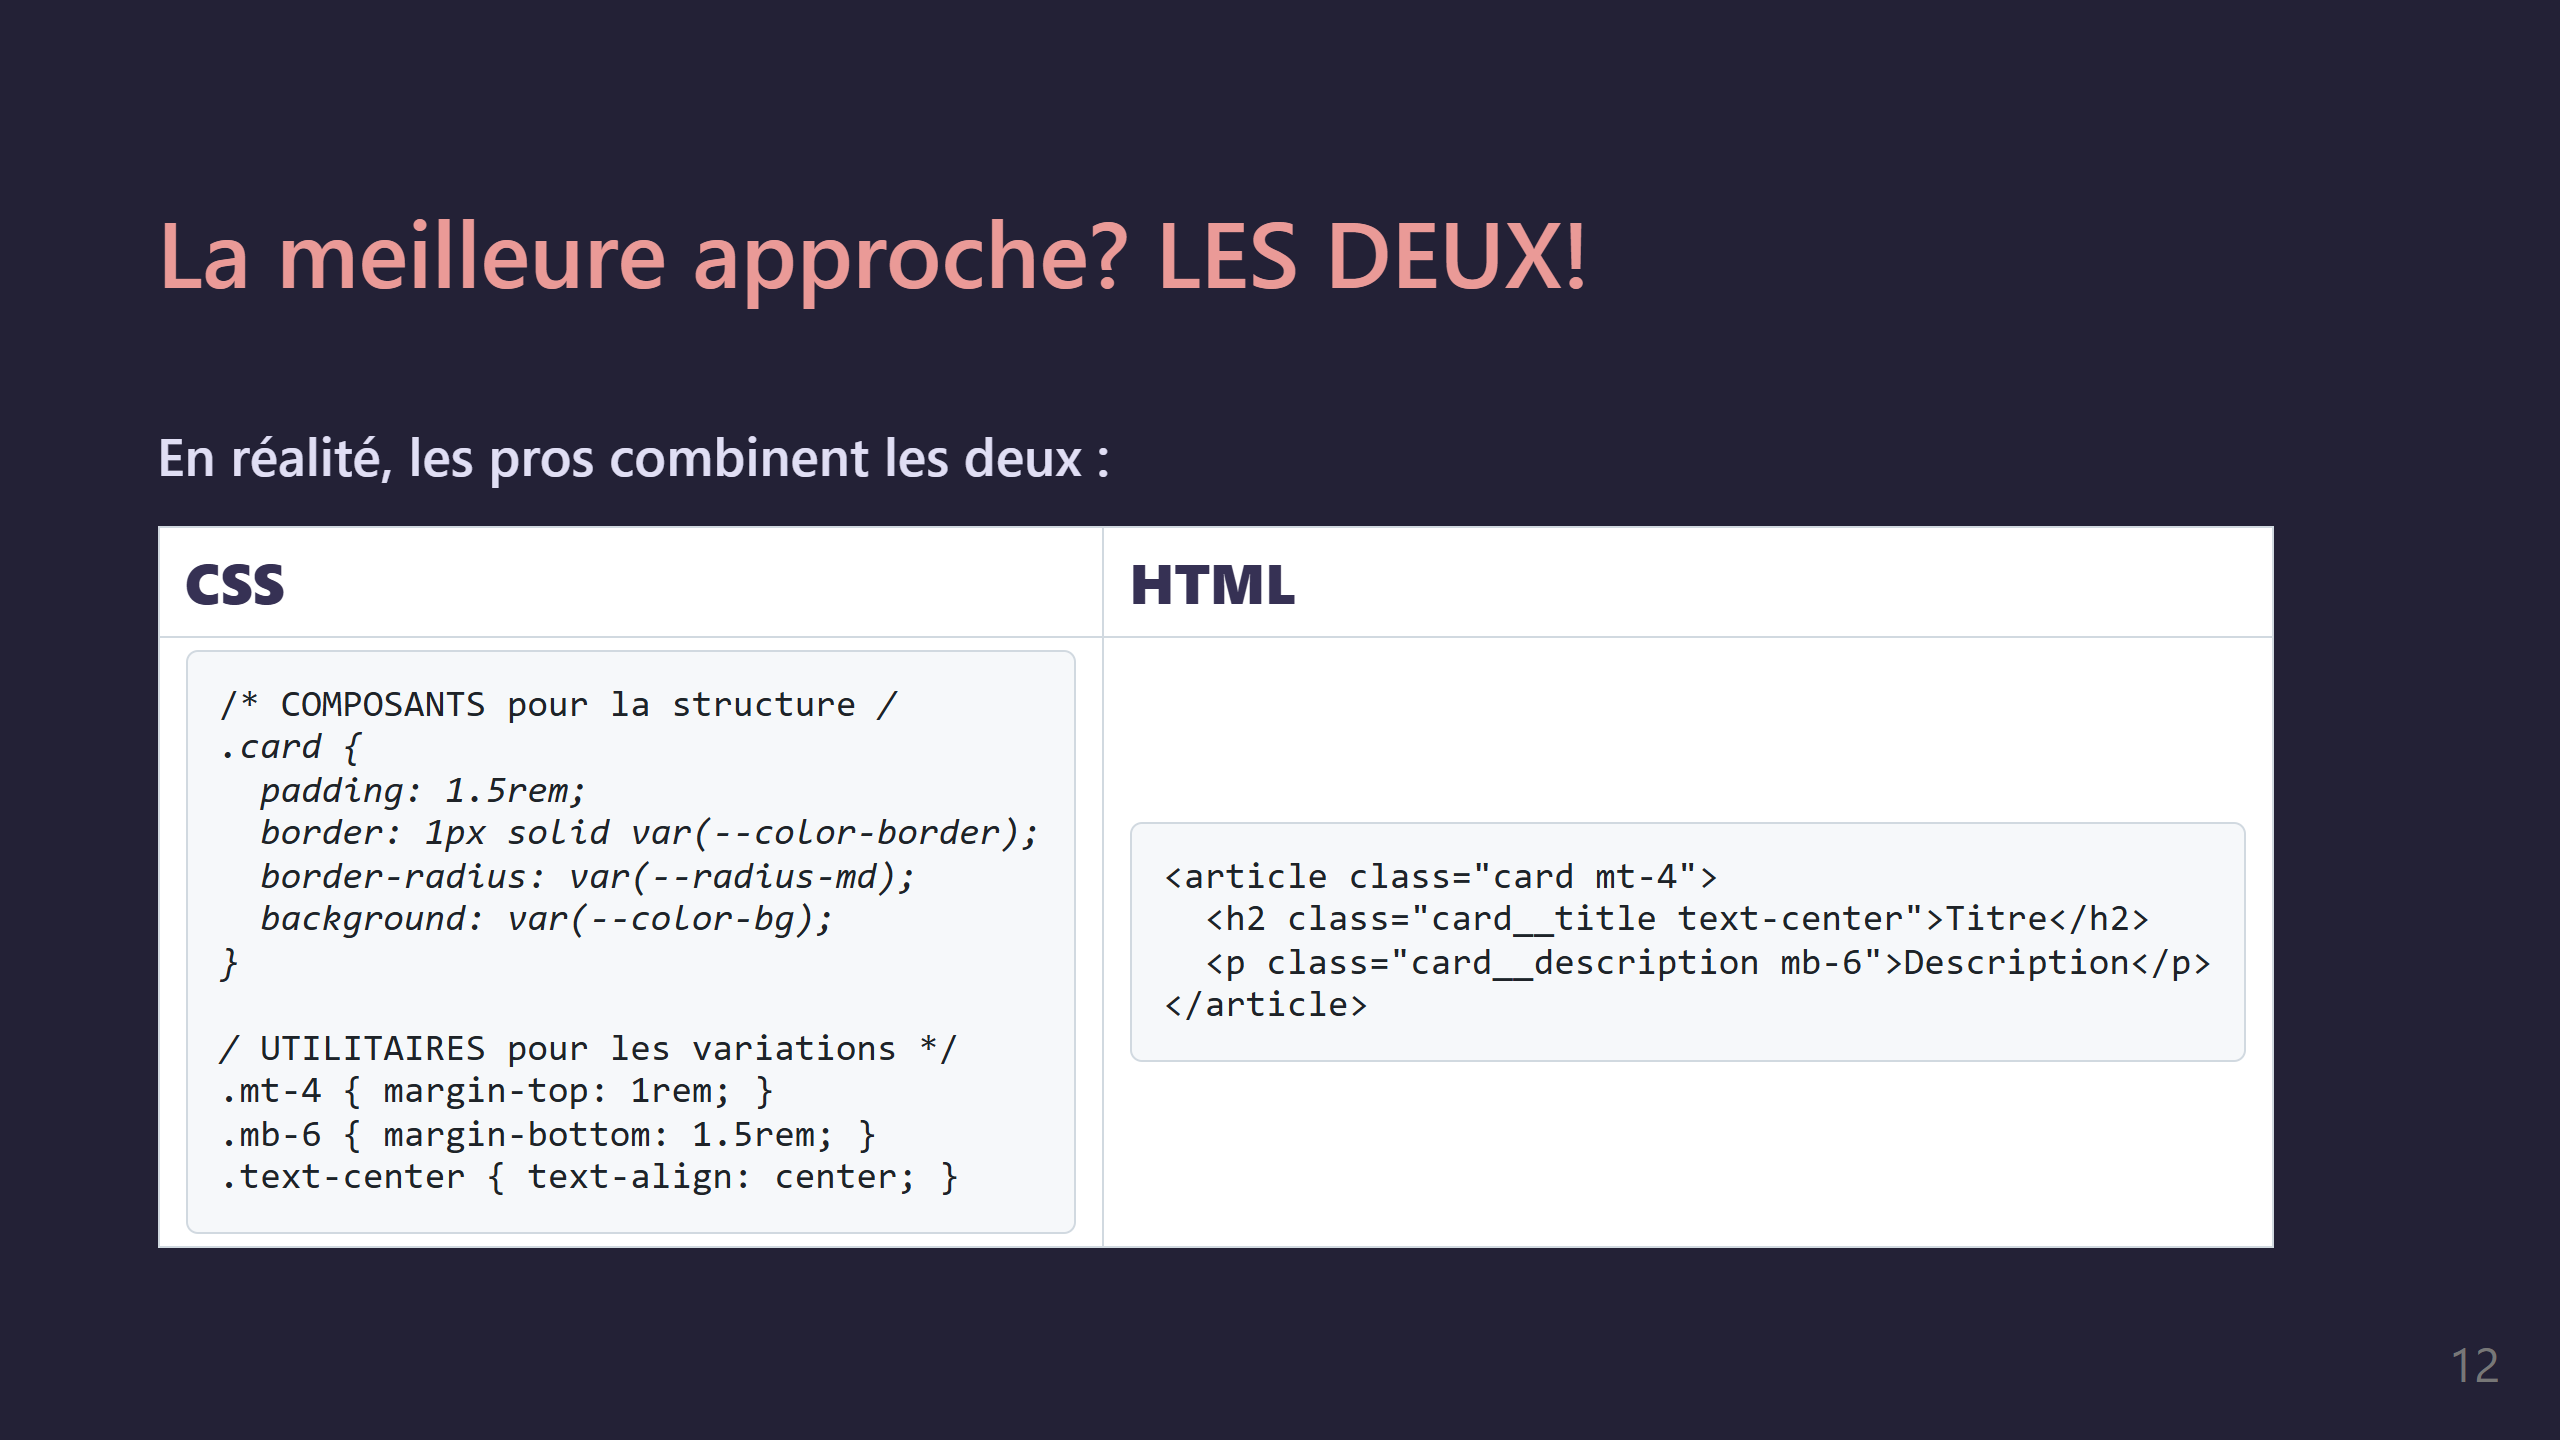 La meilleure approche? LES DEUX!
En réalité, les pros combinent les deux :
CSS
HTML
/* COMPOSANTS pour la structure /
.card {
  padding: 1.5rem;
  border: 1px solid var(--color-border);
  border-radius: var(--radius-md);
  background: var(--color-bg);
}
/ UTILITAIRES pour les variations */
.mt-4 { margin-top: 1rem; }
.mb-6 { margin-bottom: 1.5rem; }
.text-center { text-align: center; }
<article class="card mt-4">
  <h2 class="card__title text-center">Titre</h2>
  <p class="card__description mb-6">Description</p>
</article>
12